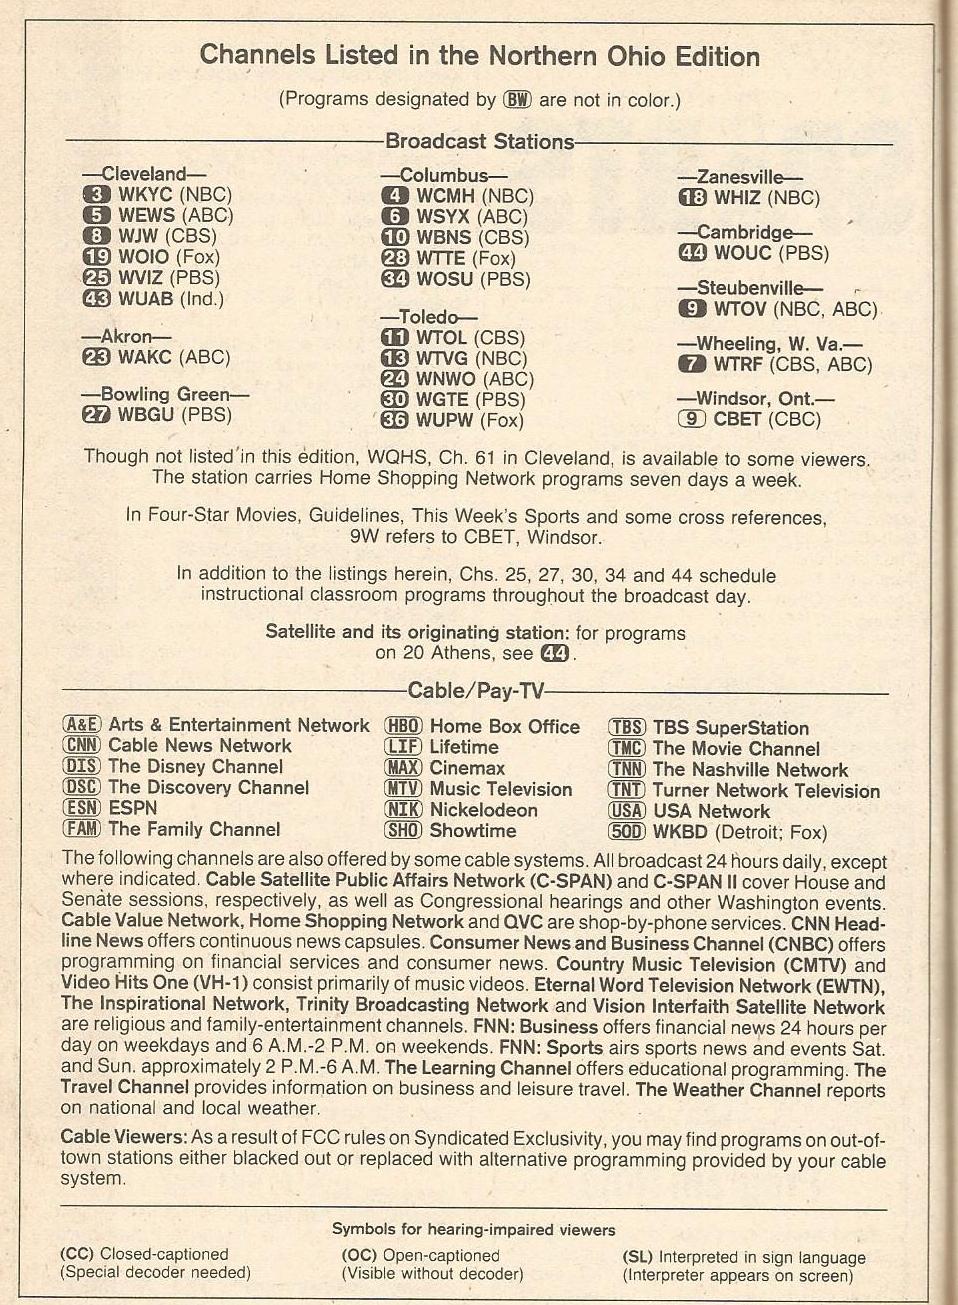 Channels Listed in the Northern Ohio Edition
(Programs designated by BW are not in color.)
Broadcast Stations
—Cleveland—
3 WKYC (NBC)
5 WEWS (ABC)
8 WJW (CBS)
19 WOIO (Fox)
25 WVIZ (PBS)
43 WUAB (Ind.)
—Akron—
23 WAKC (ABC)
—Bowling Green—
27 WBGU (PBS)
—Columbus—
4 WCMH (NBC)
6 WSYX (ABC)
10 WBNS (CBS)
28 WTTE (Fox)
34 WOSU (PBS)
—Toledo—
11 WTOL (CBS)
13 WTVG (NBC)
24 WNWO (ABC)
30 WGTE (PBS)
36 WUPW (Fox)
—Zanesville—
18 WHIZ (NBC)
—Cambridge—
44 WOUC (PBS)
—Steubenville—
9 WTOV (NBC, ABC)
—Wheeling, W. Va.—
7 WTRF (CBS, ABC)
—Windsor, Ont.—
9 CBET (CBC)
Though not listed in this edition, WQHS, Ch. 61 in Cleveland, is available to some viewers.
The station carries Home Shopping Network programs seven days a week.
In Four-Star Movies, Guidelines, This Week's Sports and some cross references,
9W refers to CBET, Windsor.
In addition to the listings herein, Chs. 25, 27, 30, 34 and 44 schedule
instructional classroom programs throughout the broadcast day.
Satellite and its originating station: for programs
on 20 Athens, see 44.
Cable/Pay-TV
A&E Arts & Entertainment Network
CNN Cable News Network
DIS The Disney Channel
DSC The Discovery Channel
ESN ESPN
FAM The Family Channel
HBO Home Box Office
LIF Lifetime
MAX Cinemax
MTV Music Television
NIK Nickelodeon
SHO Showtime
TBS TBS SuperStation
TMC The Movie Channel
TNN The Nashville Network
TNT Turner Network Television
USA USA Network
50D WKBD (Detroit; Fox)
The following channels are also offered by some cable systems. All broadcast 24 hours daily, except
where indicated. Cable Satellite Public Affairs Network (C-SPAN) and C-SPAN II cover House and
Senate sessions, respectively, as well as Congressional hearings and other Washington events.
Cable Value Network, Home Shopping Network and QVC are shop-by-phone services. CNN Head-
line News offers continuous news capsules. Consumer News and Business Channel (CNBC) offers
programming on financial services and consumer news. Country Music Television (CMTV) and
Video Hits One (VH-1) consist primarily of music videos. Eternal Word Television Network (EWTN),
The Inspirational Network, Trinity Broadcasting Network and Vision Interfaith Satellite Network
are religious and family-entertainment channels. FNN: Business offers financial news 24 hours per
day on weekdays and 6 A.M.-2 P.M. on weekends. FNN: Sports airs sports news and events Sat.
and Sun. approximately 2 P.M.-6 A.M. The Learning Channel offers educational programming. The
Travel Channel provides information on business and leisure travel. The Weather Channel reports
on national and local weather.
Cable Viewers: As a result of FCC rules on Syndicated Exclusivity, you may find programs on out-of-
town stations either blacked out or replaced with alternative programming provided by your cable
system.
Symbols for hearing-impaired viewers
(CC) Closed-captioned
(Special decoder needed)
(OC) Open-captioned
(Visible without decoder)
(SL) Interpreted in sign language
(Interpreter appears on screen)